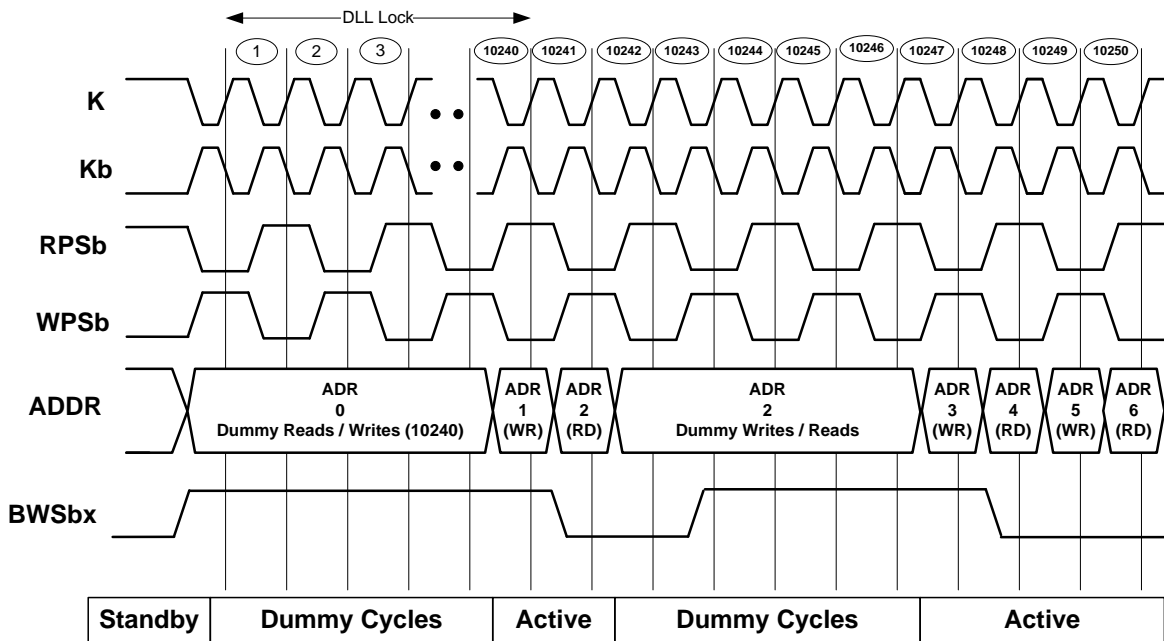 DLL Lock
1 2 3 10240 10241 10242 10243 10244 10245 10246 10247 10248 10249 10250
K
Kb
RPSb
WPSb
ADDR
ADR
0
Dummy Reads / Writes (10240)
ADR
1
(WR)
ADR
2
(RD)
ADR
2
Dummy Writes / Reads
ADR
3
(WR)
ADR
4
(RD)
ADR
5
(WR)
ADR
6
(RD)
BWSbx
Standby Dummy Cycles Active Dummy Cycles Active